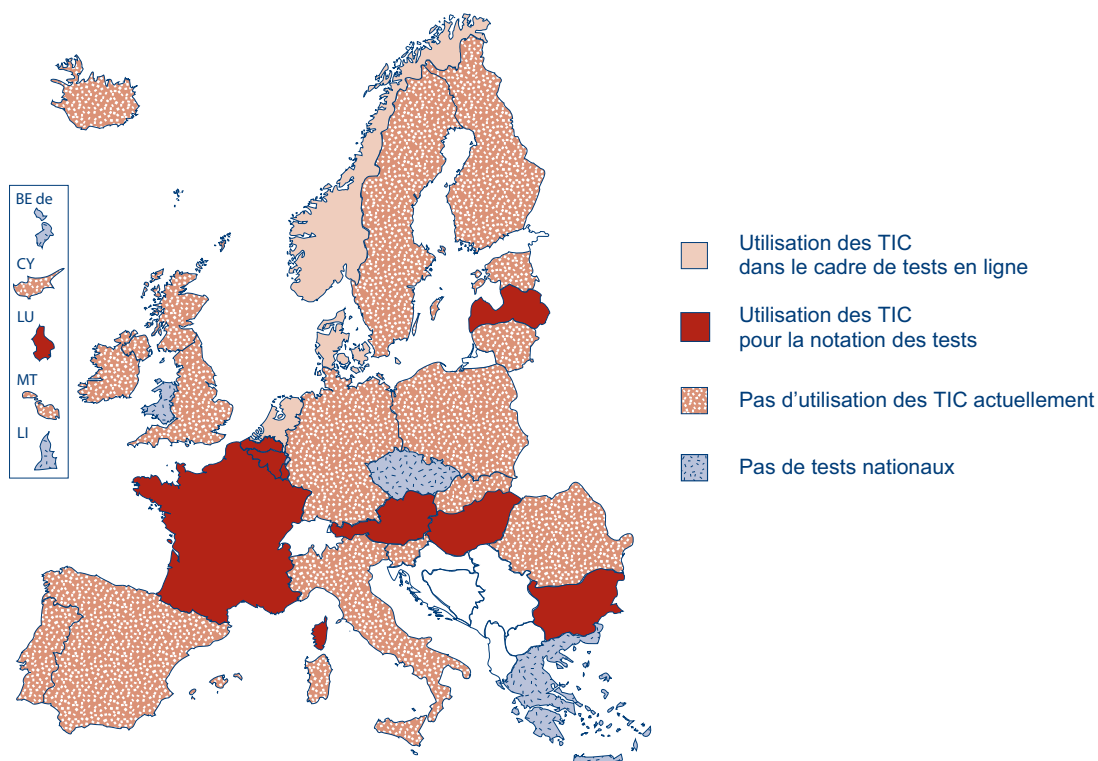 BE de
CY
LU
MT
LI
Utilisation des TIC
dans le cadre de tests en ligne
Utilisation des TIC
pour la notation des tests
Pas d'utilisation des TIC actuellement
Pas de tests nationaux